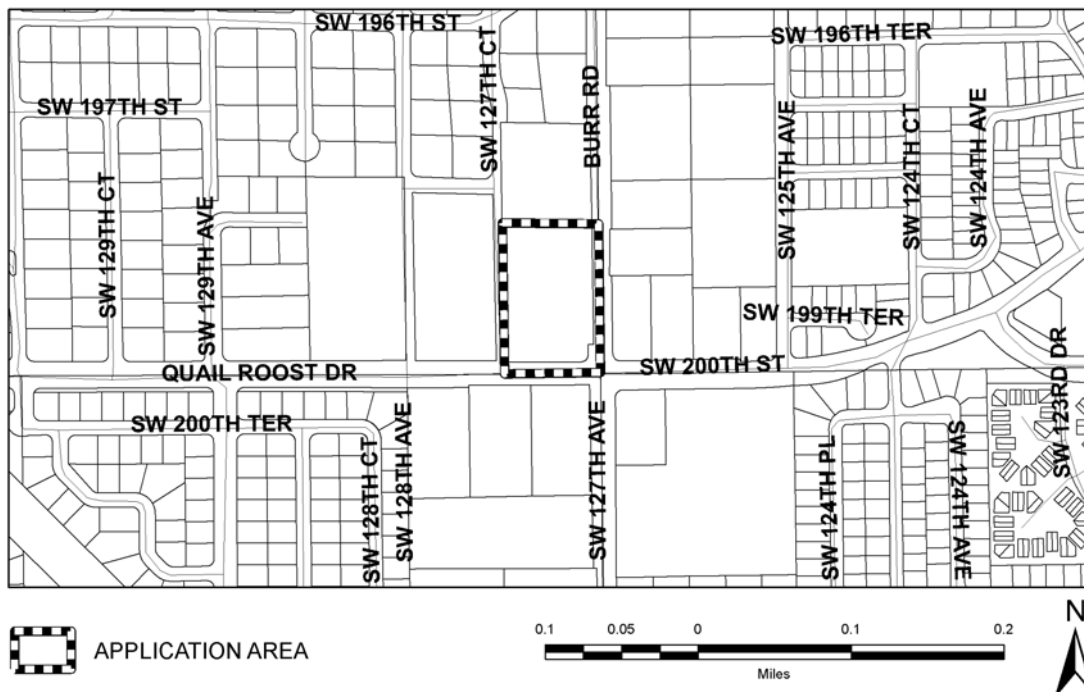 SW 196TH ST
SW 127TH CT
BURR RD
SW 196TH TER
SW 197TH ST
SW 125TH AVE
SW 124TH CT
SW 124TH AVE
SW 129TH CT
SW 129TH AVE
SW 199TH TER
QUAIL ROOST DR
SW 200TH ST
SW 123RD DR
SW 200TH TER
SW 128TH CT
SW 128TH AVE
SW 127TH AVE
SW 124TH PL
SW 124TH AVE
APPLICATION AREA
0.1 0.05 0 0.1 0.2
Miles
N